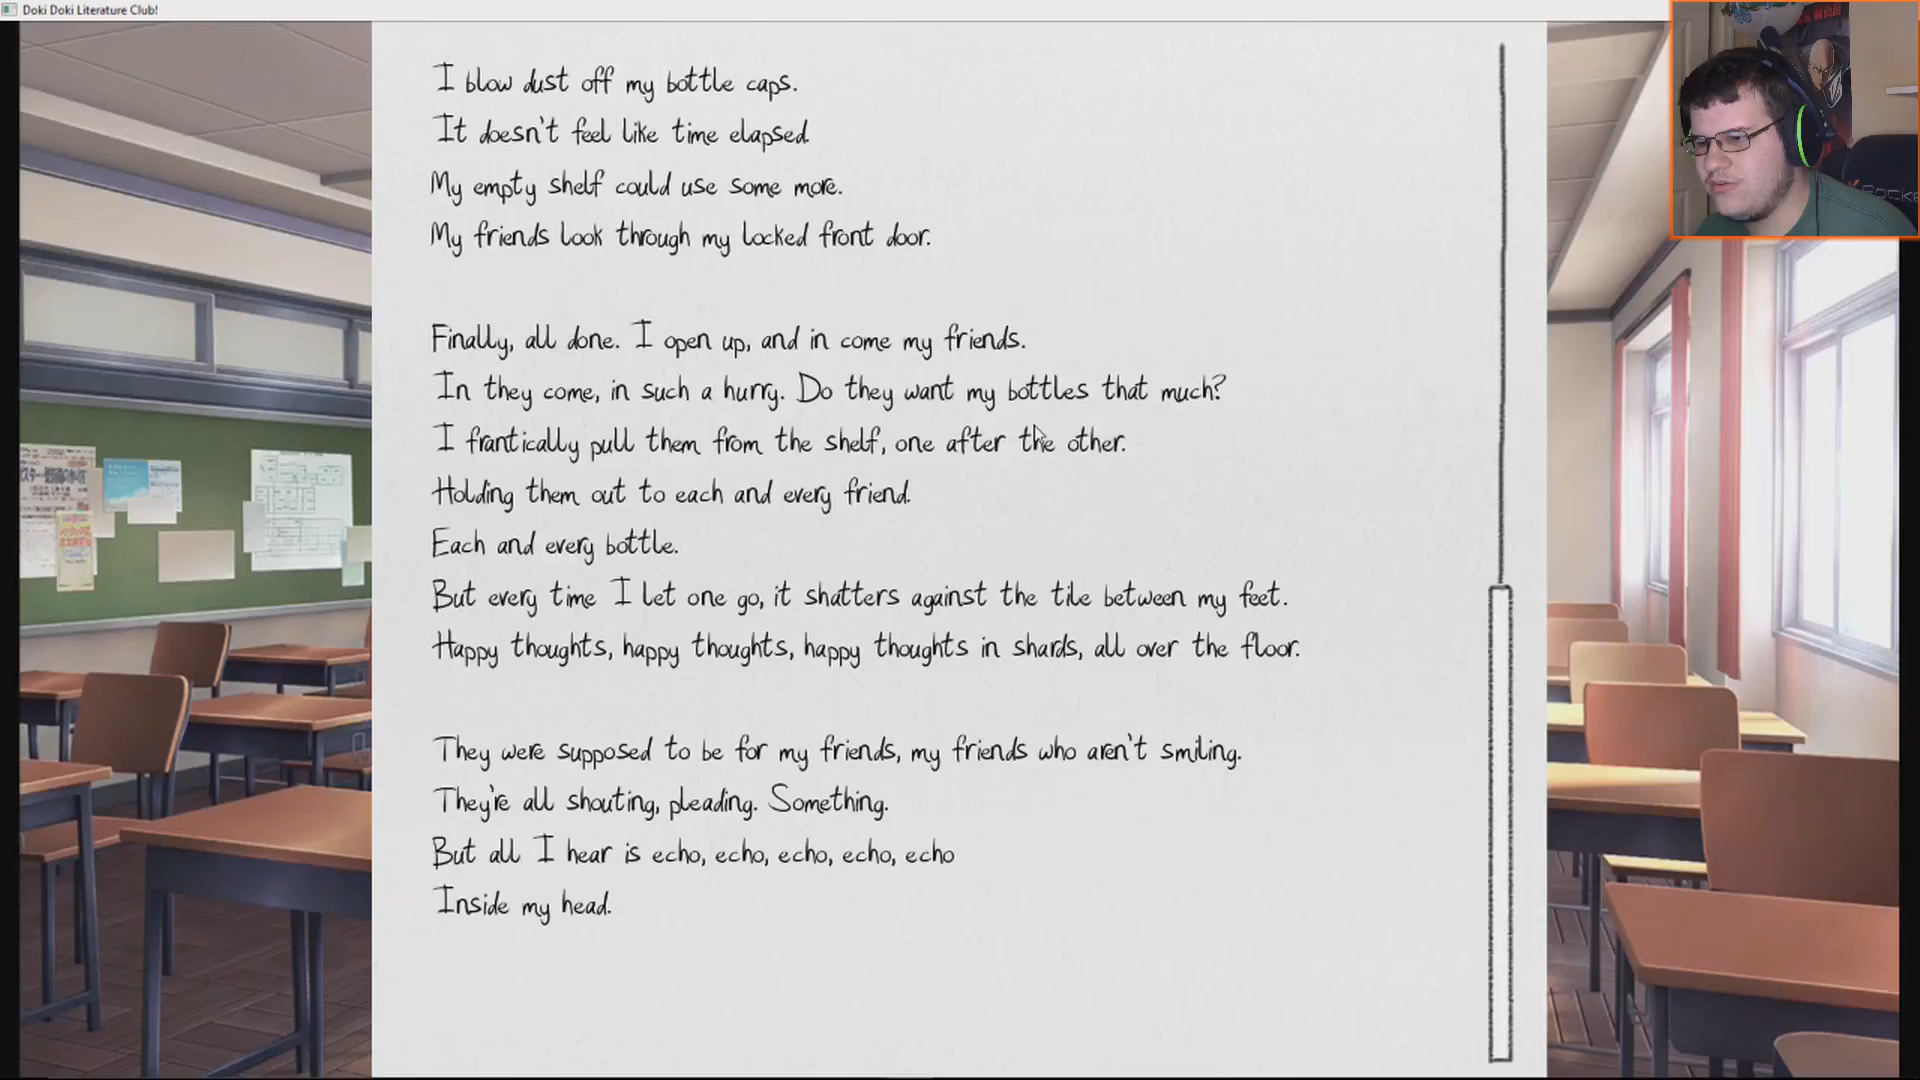 Doki Doki Literature Club!
I blow dust off my bottle caps.
It doesn't feel like time elapsed.
My empty shelf could use some more.
My friends look through my locked front door.
Finally, all done. I open up, and in come my friends.
In they come, in such a hurry. Do they want my bottles that much?
I frantically pull them from the shelf, one after the other.
Holding them out to each and every friend.
Each and every bottle.
But every time I let one go, it shatters against the tile between my feet.
Happy thoughts, happy thoughts, happy thoughts in shards, all over the floor.
They were supposed to be for my friends, my friends who aren't smiling.
They're all shouting, pleading. Something.
But all I hear is echo, echo, echo, echo, echo
Inside my head.